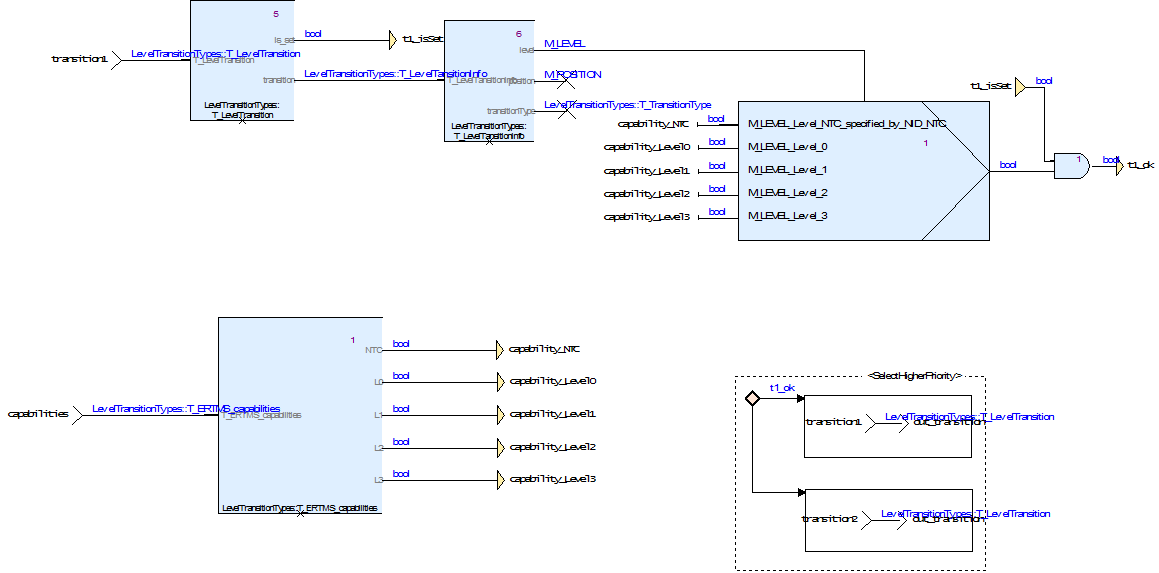 5
bool
is_set
t1_isSet
transition1
LevelTransitionTypes::T_LevelTransition
T_LevelTransition
transition
LevelTransitionTypes::T_LevelTansitionInfo
LevelTransitionTypes::
T_LevelTransition
6
level
M_LEVEL
T_LevelTansitionInfo
position
M_POSITION
transitionType
LevelTransitionTypes::T_TransitionType
LevelTransitionTypes::
T_LevelTansitionInfo
capability_NTC
bool
M_LEVEL_Level_NTC_specified_by_NID_NTC
capability_Level0
bool
M_LEVEL_Level_0
1
capability_Level1
bool
M_LEVEL_Level_1
capability_Level2
bool
M_LEVEL_Level_2
capability_Level3
bool
M_LEVEL_Level_3
t1_isSet
bool
bool
1
bool
t1_ok
1
NTC
bool
capability_NTC
L0
bool
capability_Level0
capabilities
LevelTransitionTypes::T_ERTMS_capabilities
T_ERTMS_capabilities
L1
bool
capability_Level1
L2
bool
capability_Level2
L3
bool
capability_Level3
LevelTransitionTypes::T_ERTMS_capabilities
<SelectHigherPriority>
t1_ok
transition1
LevelTransitionTypes::T_LevelTransition
out_transition
transition2
LevelTransitionTypes::T_LevelTransition
out_transition